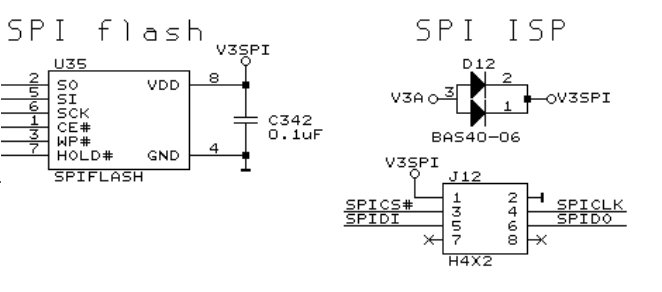 SPI flash
SPI ISP
V3SPI
U35
2 SO VDD 8
5 SI
6 SCK
1 CE#
3 WP#
7 HOLD# GND 4
SPIFLASH
C342
0.1uF
D12
V3A 3 2 V3SPI
1
BAS40-06
V3SPI
J12
1 2
SPICS# 3 4 SPICLK
SPIDI 5 6 SPIDO
7 8
H4X2